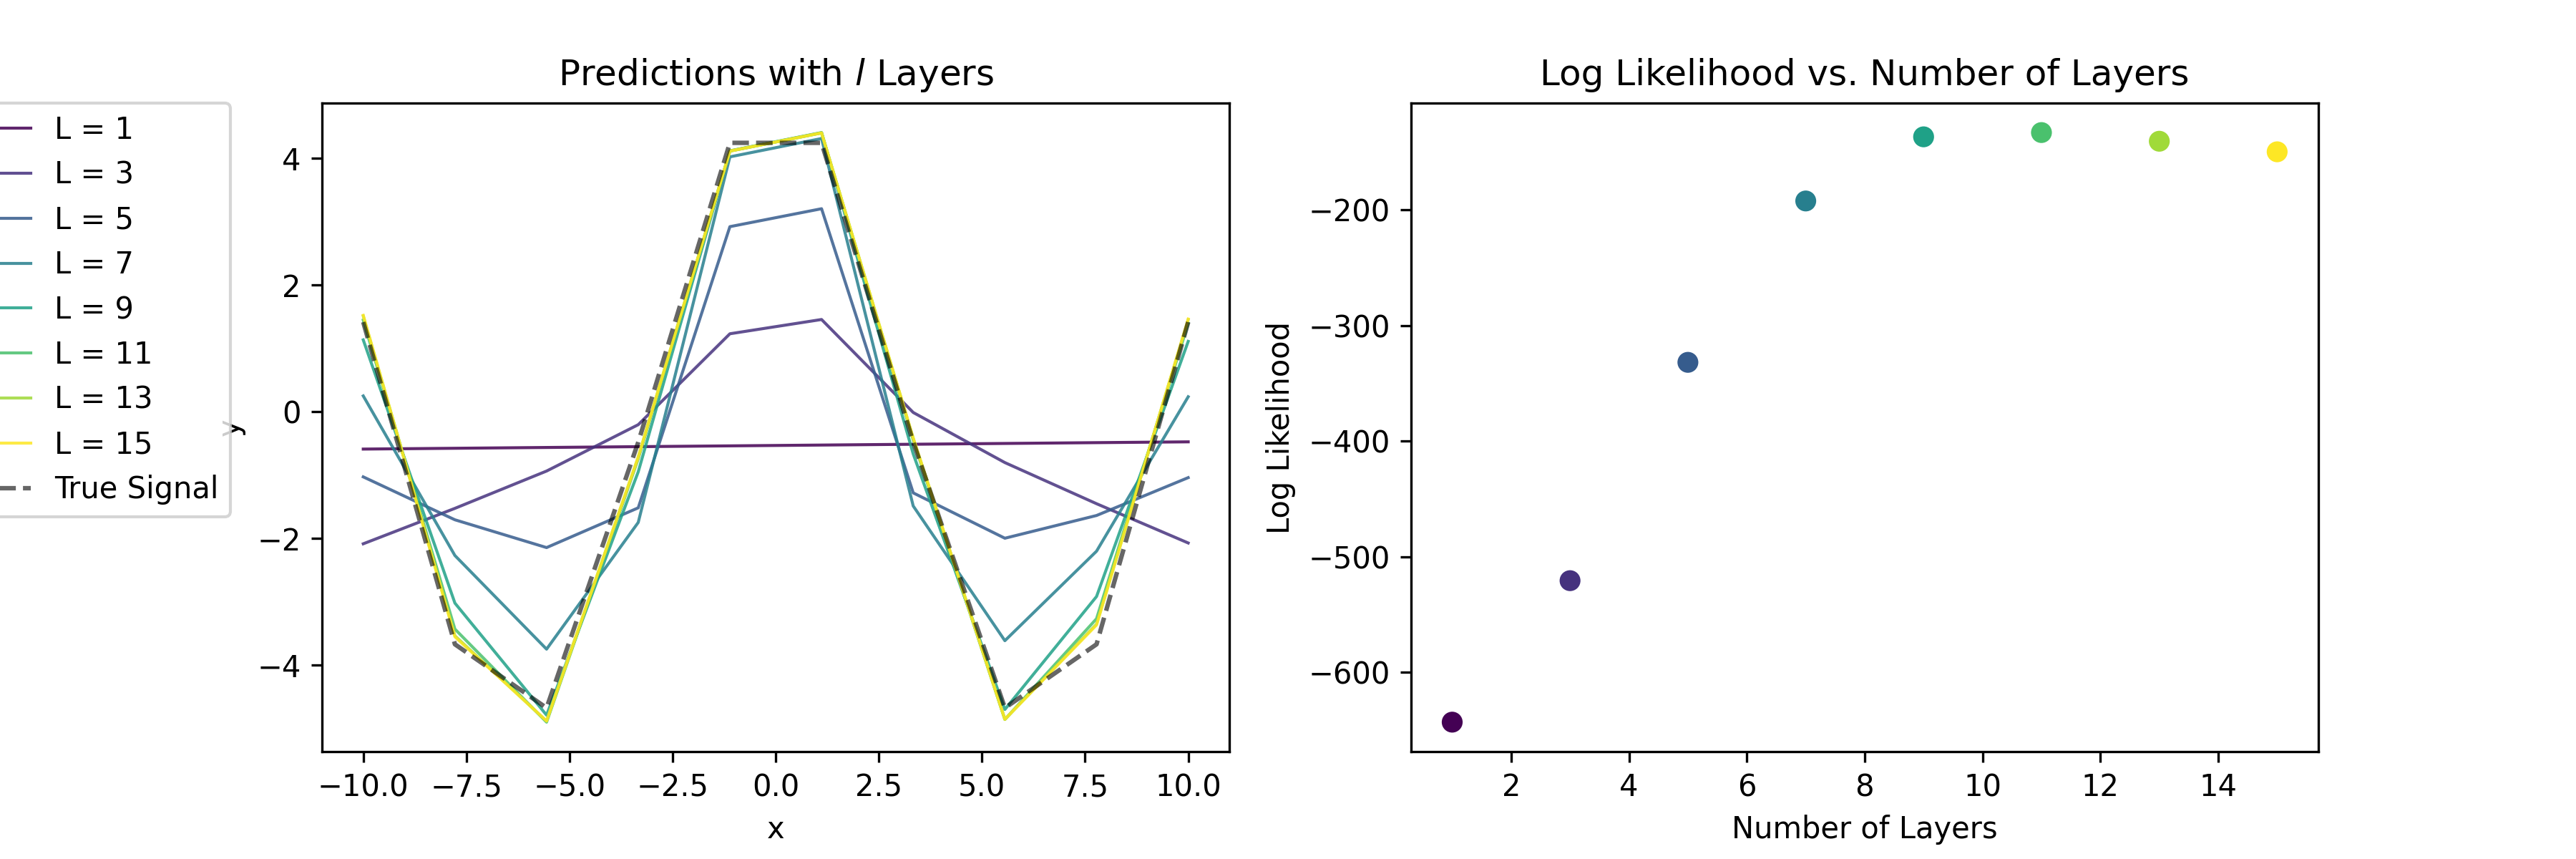 Predictions with l Layers
L = 1
L = 3
L = 5
L = 7
L = 9
L = 11
L = 13
L = 15
True Signal
y
4
2
0
−2
−4
−10.0 −7.5 −5.0 −2.5 0.0 2.5 5.0 7.5 10.0
x
Log Likelihood vs. Number of Layers
Log Likelihood
−200
−300
−400
−500
−600
2 4 6 8 10 12 14
Number of Layers